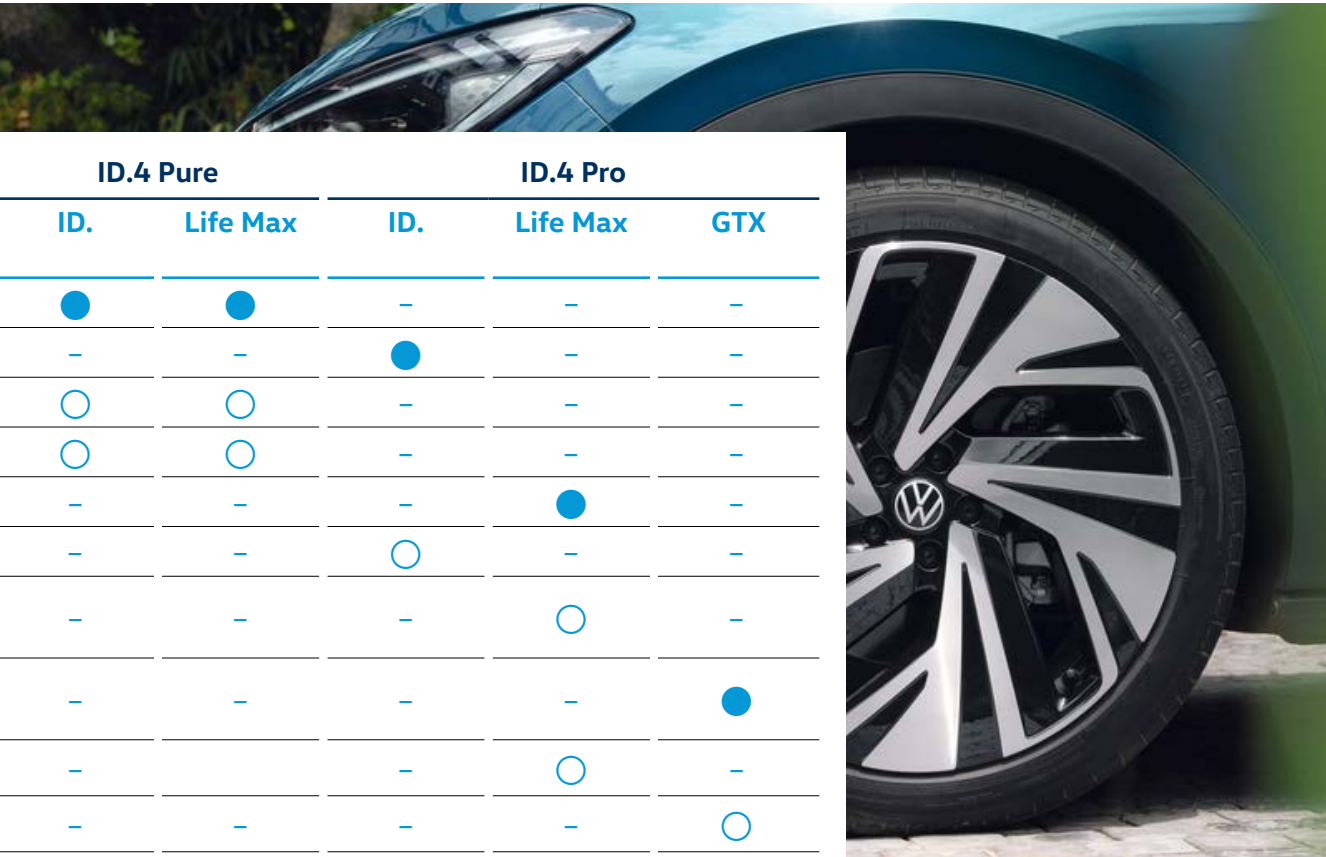 ID.4 Pure ID.4 Pro
ID. Life Max ID. Life Max GTX
● ● – – –
– – ● – –
○ ○ – – –
○ ○ – – –
– – – ● –
– – ○ – –
– – – ○ –
– – – – ●
– – ○ –
– – – – ○